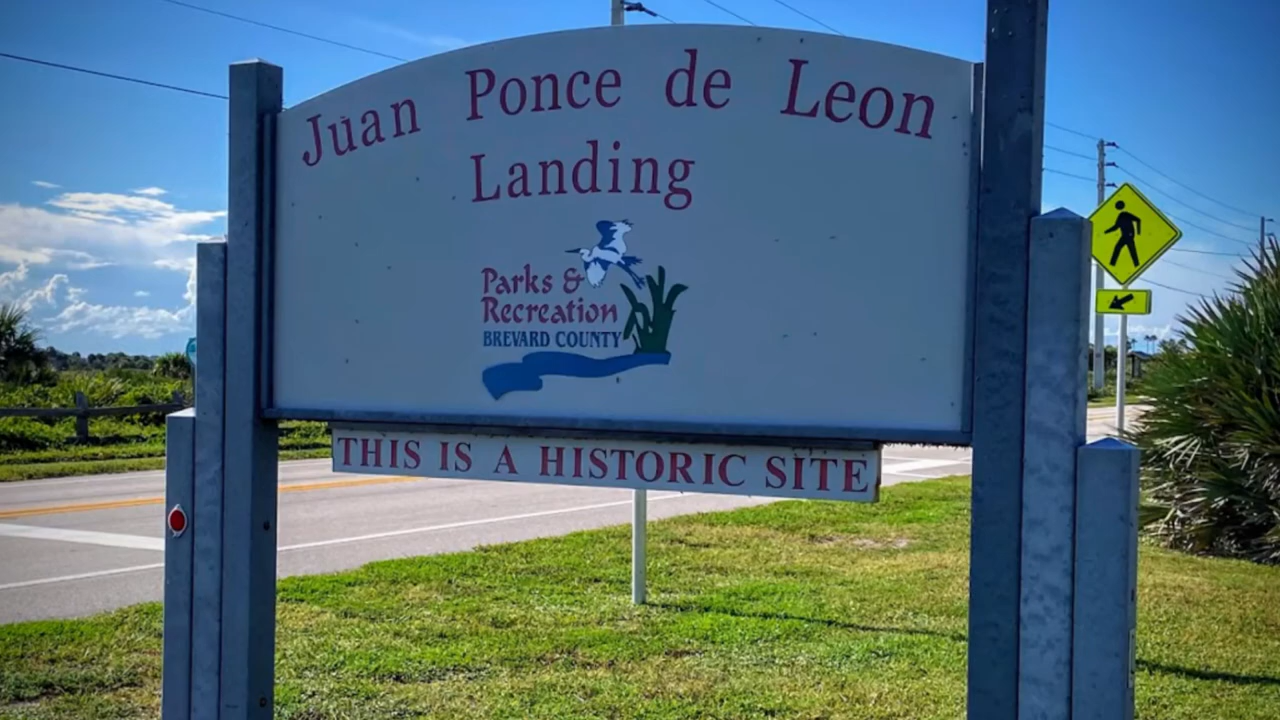 Juan Ponce de Leon
Landing
Parks &
Recreation
BREVARD COUNTY
THIS IS A HISTORIC SITE